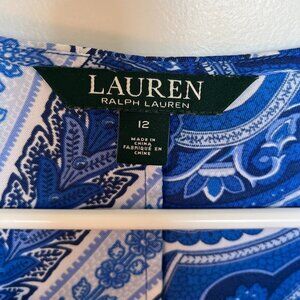 LAUREN
RALPH LAUREN
12
MADE IN
CHINA
FABRIQUÉ EN
CHINE